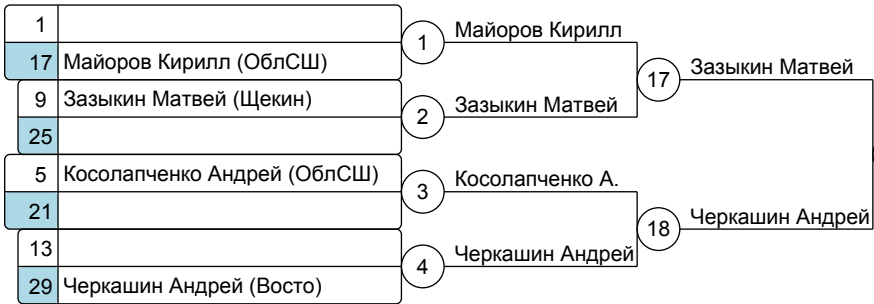 1
17 Майоров Кирилл (ОблСШ)
9 Зазыкин Матвей (Щекин)
25
5 Косолапченко Андрей (ОблСШ)
21
13
29 Черкашин Андрей (Восто)
1 Майоров Кирилл
2 Зазыкин Матвей
3 Косолапченко А.
4 Черкашин Андрей
17 Зазыкин Матвей
18 Черкашин Андрей